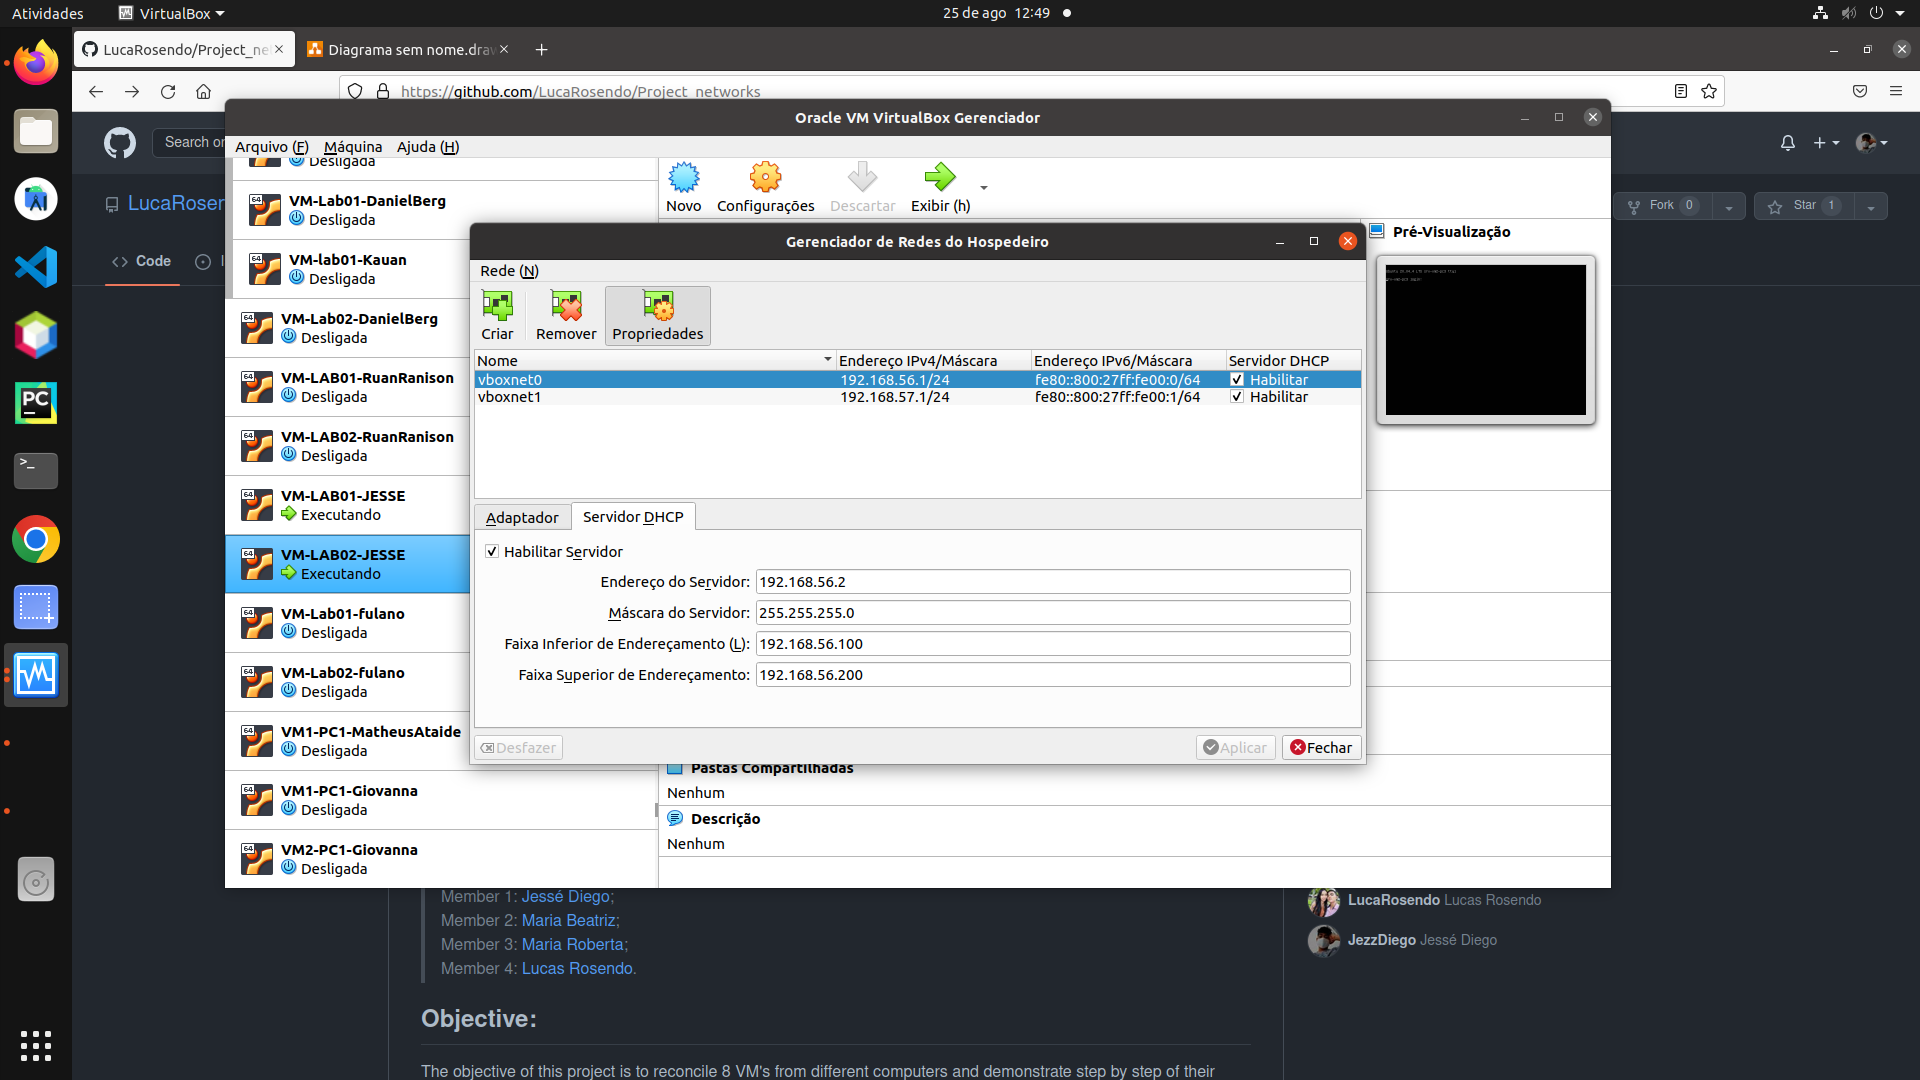 Atividades
VirtualBox
25 de ago 12:49
LucaRosendo/Project_ne
Diagrama sem nome.draw
https://github.com/LucaRosendo/Project_networks
Oracle VM VirtualBox Gerenciador
Arquivo (F) Máquina Ajuda (H)
Search or
Desligada
VM-Lab01-DanielBerg
Desligada
VM-lab01-Kauan
Desligada
VM-Lab02-DanielBerg
Desligada
VM-LAB01-RuanRanison
Desligada
VM-LAB02-RuanRanison
Desligada
VM-LAB01-JESSE
Executando
VM-LAB02-JESSE
Executando
VM-Lab01-fulano
Desligada
VM-Lab02-fulano
Desligada
VM1-PC1-MatheusAtaide
Desligada
VM1-PC1-Giovanna
Desligada
VM2-PC1-Giovanna
Desligada
Novo Configurações Descartar Exibir (h)
LucaRosen
Code
Fork 0
Star 1
Pré-Visualização
Gerenciador de Redes do Hospedeiro
Rede (N)
Criar Remover Propriedades
Nome Endereço IPv4/Máscara Endereço IPv6/Máscara Servidor DHCP
vboxnet0 192.168.56.1/24 fe80::800:27ff:fe00:0/64 Habilitar
vboxnet1 192.168.57.1/24 fe80::800:27ff:fe00:1/64 Habilitar
Adaptador Servidor DHCP
Habilitar Servidor
Endereço do Servidor: 192.168.56.2
Máscara do Servidor: 255.255.255.0
Faixa Inferior de Endereçamento (L): 192.168.56.100
Faixa Superior de Endereçamento: 192.168.56.200
Desfazer Aplicar Fechar
Pastas Compartilhadas
Nenhum
Descrição
Nenhum
Member 1: Jessé Diego;
Member 2: Maria Beatriz;
Member 3: Maria Roberta;
Member 4: Lucas Rosendo.
Objective:
The objective of this project is to reconcile 8 VM's from different computers and demonstrate step by step of their
LucaRosendo Lucas Rosendo
JezzDiego Jessé Diego